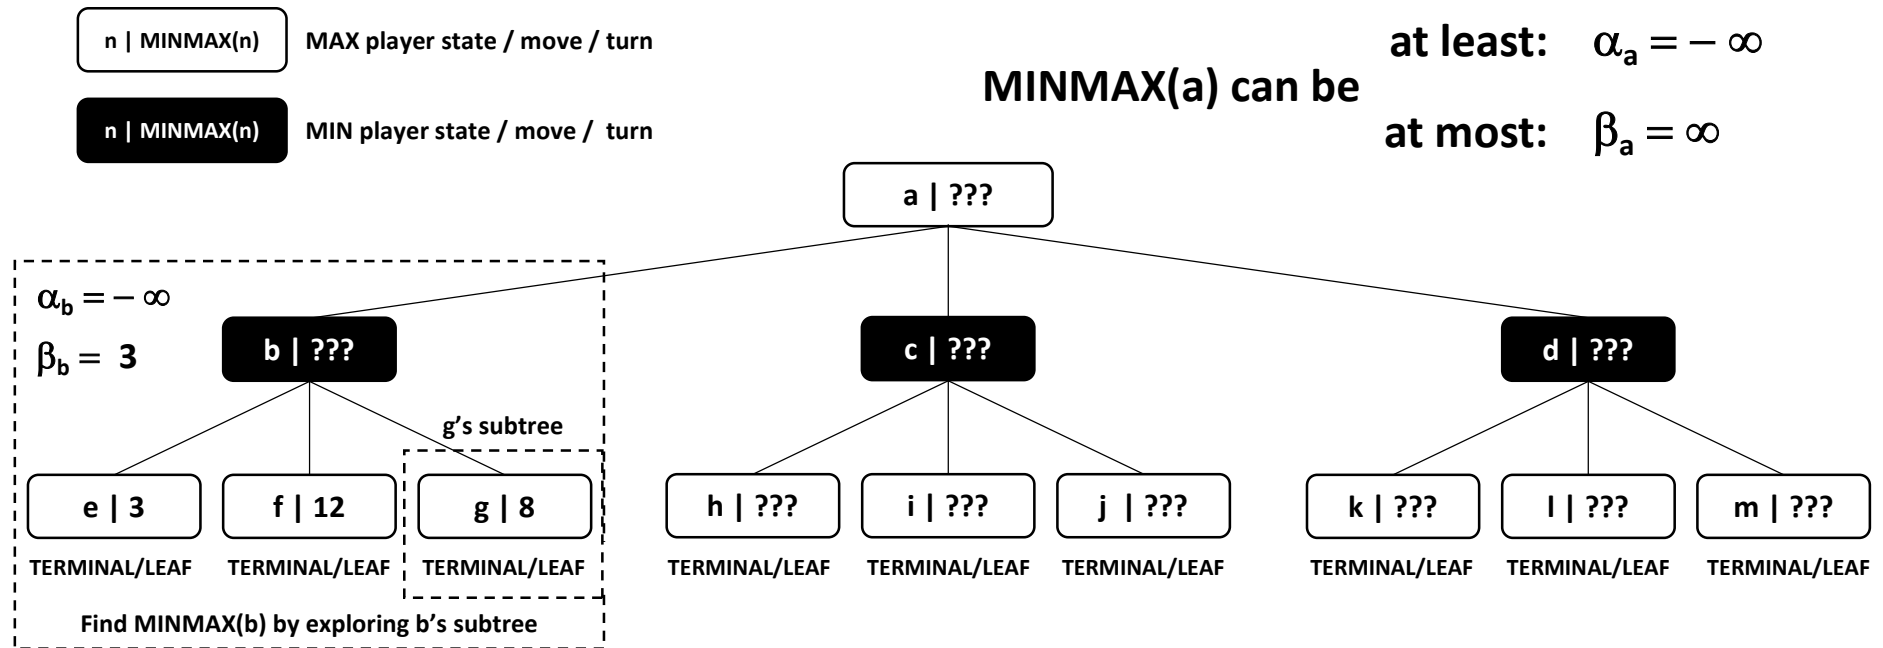 n | MINMAX(n) MAX player state / move / turn
n | MINMAX(n) MIN player state / move / turn
MINMAX(a) can be
at least: αa = − ∞
at most: βa = ∞
a | ???
αb = − ∞
βb = 3
b | ???
c | ???
d | ???
g’s subtree
e | 3 f | 12 g | 8 h | ??? i | ??? j | ??? k | ??? l | ??? m | ???
TERMINAL/LEAF TERMINAL/LEAF TERMINAL/LEAF TERMINAL/LEAF TERMINAL/LEAF TERMINAL/LEAF TERMINAL/LEAF TERMINAL/LEAF TERMINAL/LEAF
Find MINMAX(b) by exploring b’s subtree